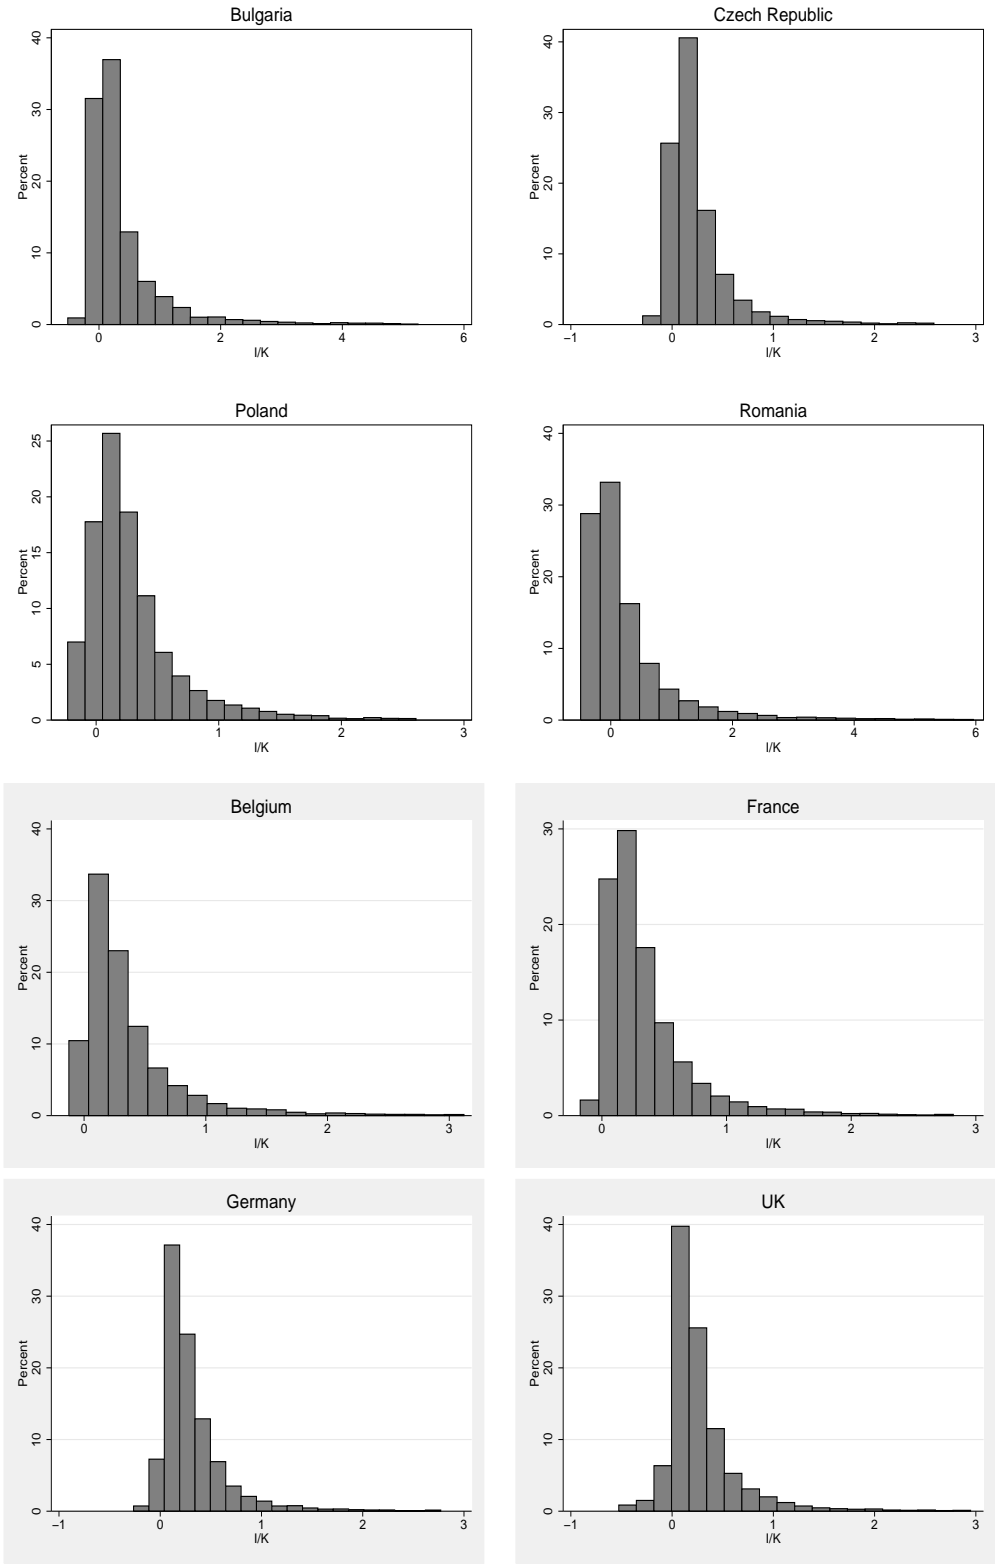 Bulgaria
Percent
40
30
20
10
0
0 2 4 6
I/K
Czech Republic
Percent
40
30
20
10
0
−1 0 1 2 3
I/K
Poland
Percent
25
20
15
10
5
0
0 1 2 3
I/K
Romania
Percent
40
30
20
10
0
0 2 4 6
I/K
Belgium
Percent
40
30
20
10
0
0 1 2 3
I/K
France
Percent
30
20
10
0
0 1 2 3
I/K
Germany
Percent
40
30
20
10
0
−1 0 1 2 3
I/K
UK
Percent
40
30
20
10
0
−1 0 1 2 3
I/K